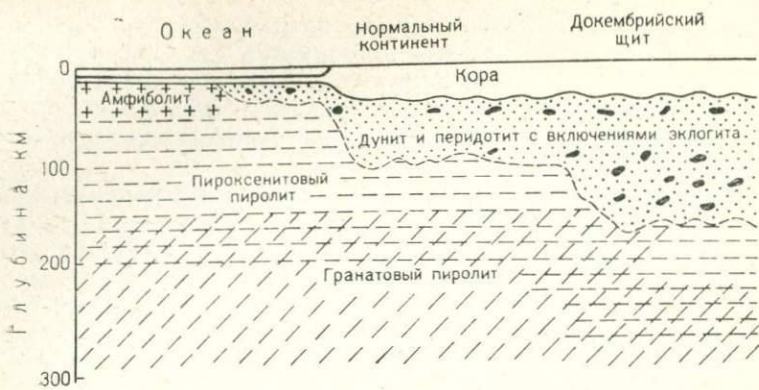 Океан
Нормальный
континент
Докембрийский
щит
0
Кора
Амфиболит
Дунит и перидотит с включениями эклогита.
100
Пироксенитовый
пиролит
200
Гранатовый пиролит
300
Глубина км